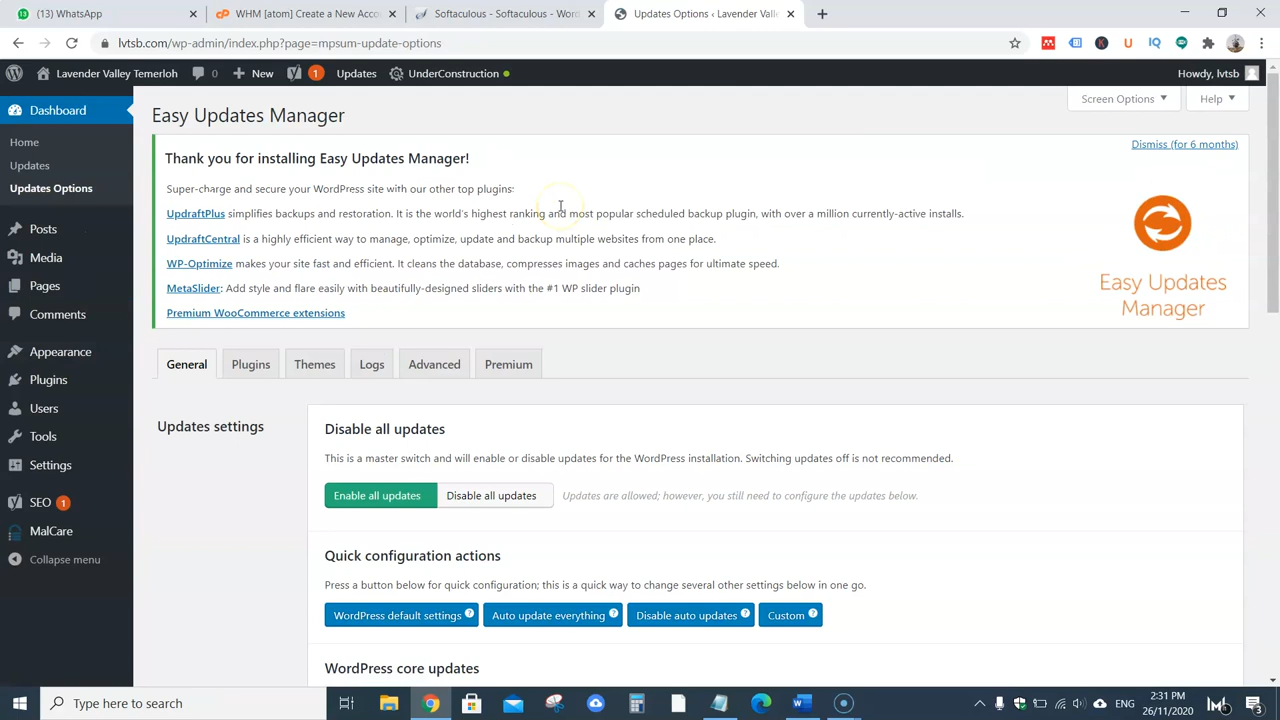 (13) WhatsApp
WHM [atom] Create a New Acco
Softaculous - Softaculous - Wor
Updates Options ‹ Lavender Vall
lvtsb.com/wp-admin/index.php?page=mpsum-update-options
Lavender Valley Temerloh 0 New 1 Updates UnderConstruction
Howdy, lvtsb
Dashboard
Home
Updates
Updates Options
Posts
Media
Pages
Comments
Appearance
Plugins
Users
Tools
Settings
SEO 1
MalCare
Collapse menu
Screen Options
Help
Easy Updates Manager
Thank you for installing Easy Updates Manager!
Dismiss (for 6 months)
Super-charge and secure your WordPress site with our other top plugins:
UpdraftPlus simplifies backups and restoration. It is the world's highest ranking and most popular scheduled backup plugin, with over a million currently-active installs.
UpdraftCentral is a highly efficient way to manage, optimize, update and backup multiple websites from one place.
WP-Optimize makes your site fast and efficient. It cleans the database, compresses images and caches pages for ultimate speed.
MetaSlider: Add style and flare easily with beautifully-designed sliders with the #1 WP slider plugin
Premium WooCommerce extensions
Easy Updates
Manager
General Plugins Themes Logs Advanced Premium
Updates settings
Disable all updates
This is a master switch and will enable or disable updates for the WordPress installation. Switching updates off is not recommended.
Enable all updates Disable all updates Updates are allowed; however, you still need to configure the updates below.
Quick configuration actions
Press a button below for quick configuration; this is a quick way to change several other settings below in one go.
WordPress default settings ? Auto update everything ? Disable auto updates ? Custom ?
WordPress core updates
Type here to search
ENG
2:31 PM
26/11/2020
3